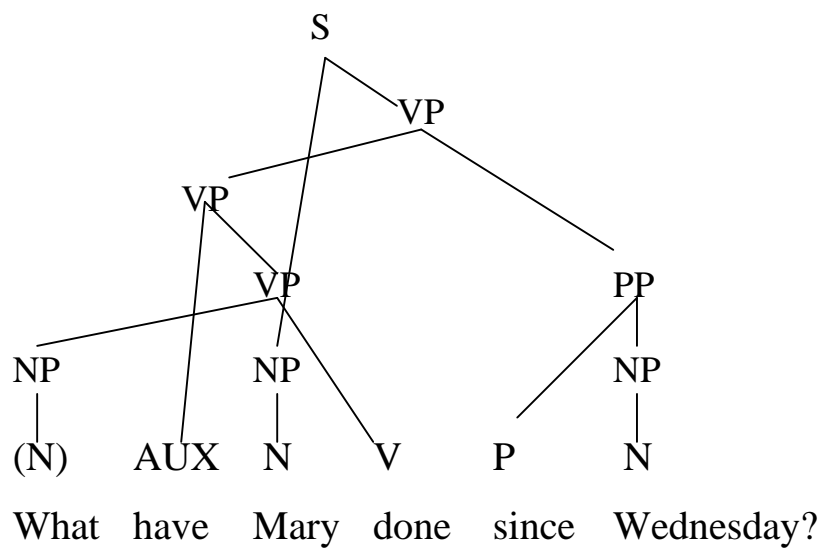 S
VP
VP
VP PP
NP NP NP
(N) AUX N V P N
What have Mary done since Wednesday?